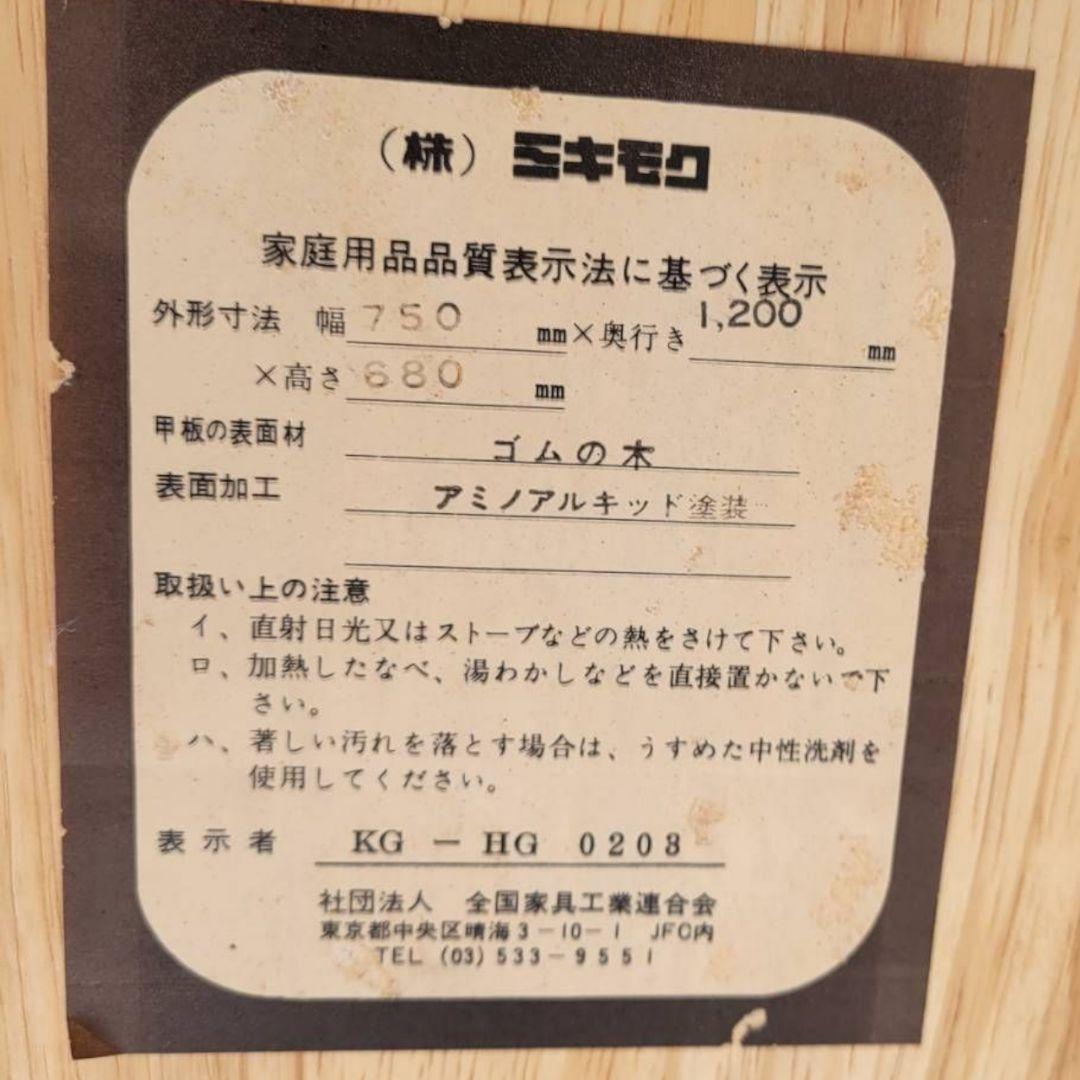 （株） ミキモク
家庭用品品質表示法に基づく表示
外形寸法 幅 750 mm×奥行き 1,200 mm
×高さ 680 mm
甲板の表面材 ゴムの木
表面加工 アミノアルキッド塗装
取扱い上の注意
イ、直射日光又はストーブなどの熱をさけて下さい。
ロ、加熱したなべ、湯わかしなどを直接置かないで下
さい。
ハ、著しい汚れを落とす場合は、うすめた中性洗剤を
使用してください。
表示者 KG－HG 0203
社団法人 全国家具工業連合会
東京都中央区晴海3－10－1 JFC内
TEL (03)533－9551